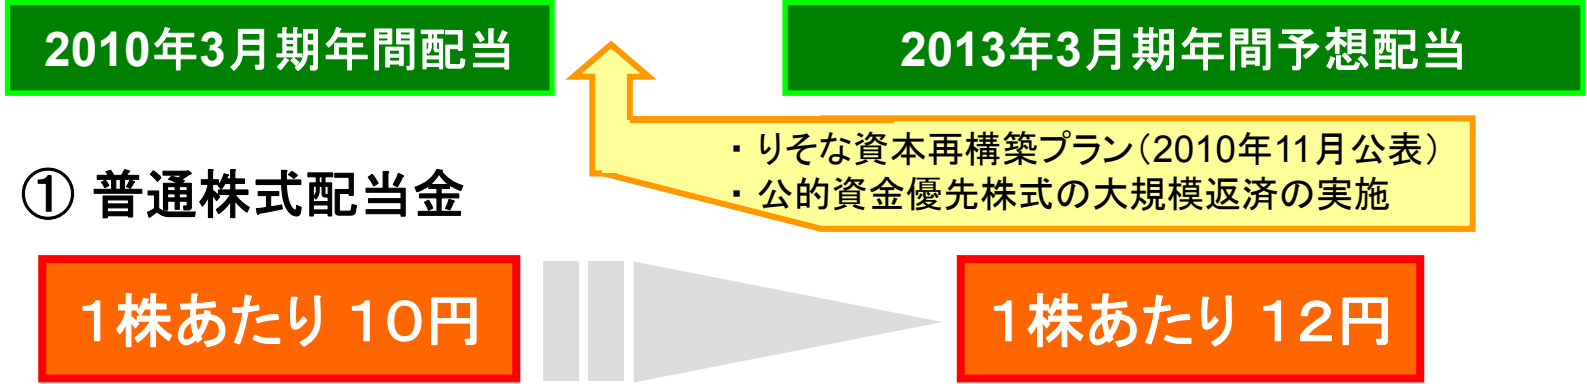 2010年3月期年間配当
2013年3月期年間予想配当
・りそな資本再構築プラン（2010年11月公表）
・公的資金優先株式の大規模返済の実施
① 普通株式配当金
１株あたり １０円
１株あたり １２円